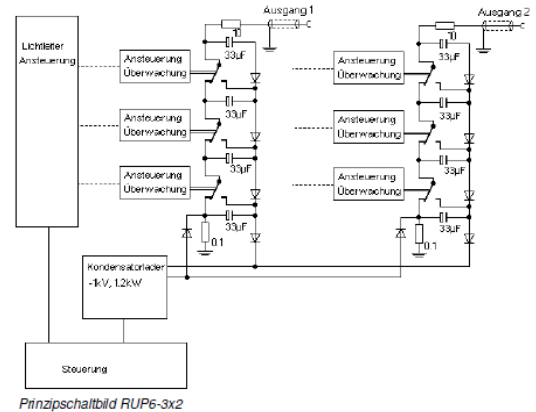 Ausgang 1
Ausgang 2
Lichtleiter
Ansteuerung
10
10
33µF
33µF
Ansteuerung
Überwachung
Ansteuerung
Überwachung
33µF
33µF
Ansteuerung
Überwachung
Ansteuerung
Überwachung
33µF
33µF
Ansteuerung
Überwachung
Ansteuerung
Überwachung
33µF
33µF
0.1
0.1
Kondensatorlader
-1kV, 1.2kW
Steuerung
Prinzipschaltbild RUP6-3x2